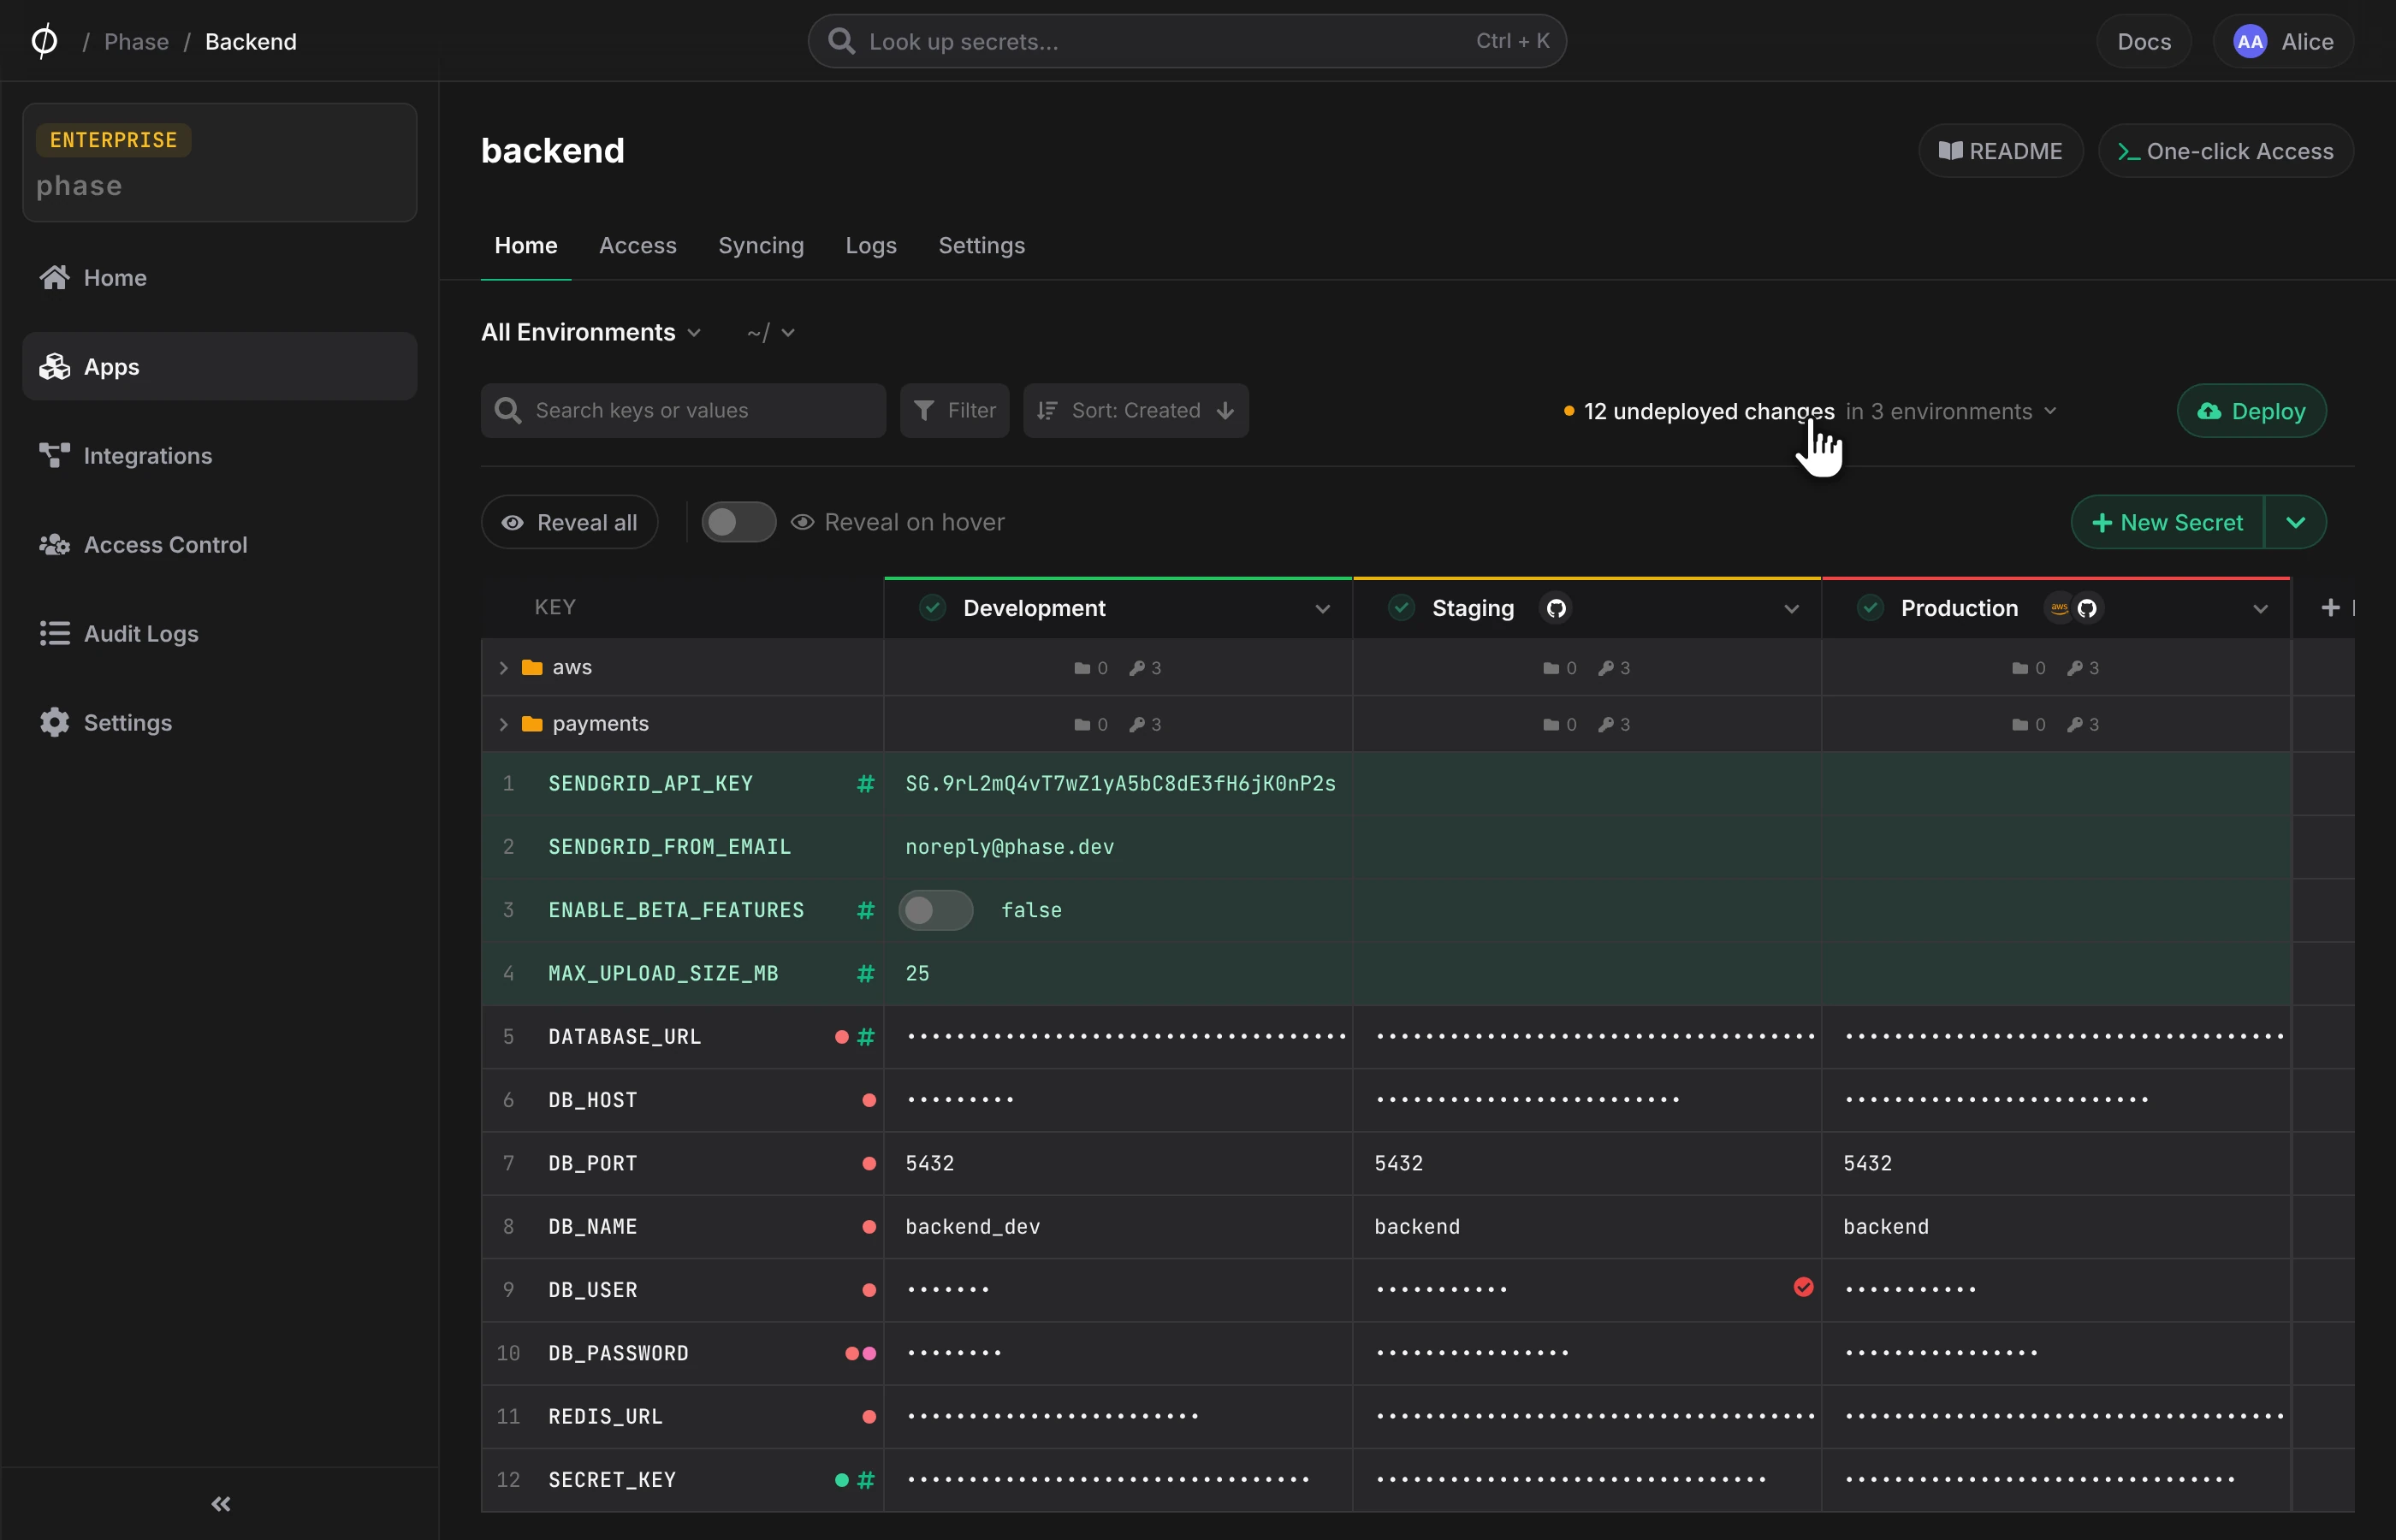 / Phase / Backend
Look up secrets...
Ctrl + K
Docs
AA Alice
ENTERPRISE
phase
Home
Apps
Integrations
Access Control
Audit Logs
Settings
backend
README
One-click Access
Home Access Syncing Logs Settings
All Environments ~/
Search keys or values
Filter
Sort: Created
12 undeployed changes in 3 environments
Deploy
Reveal all
Reveal on hover
+ New Secret
KEY Development Staging Production aws +
aws 0 3 0 3 0 3
payments 0 3 0 3 0 3
1 SENDGRID_API_KEY # SG.9rL2mQ4vT7wZ1yA5bC8dE3fH6jK0nP2s
2 SENDGRID_FROM_EMAIL noreply@phase.dev
3 ENABLE_BETA_FEATURES # false
4 MAX_UPLOAD_SIZE_MB # 25
5 DATABASE_URL #
6 DB_HOST
7 DB_PORT 5432 5432 5432
8 DB_NAME backend_dev backend backend
9 DB_USER
10 DB_PASSWORD
11 REDIS_URL
12 SECRET_KEY #